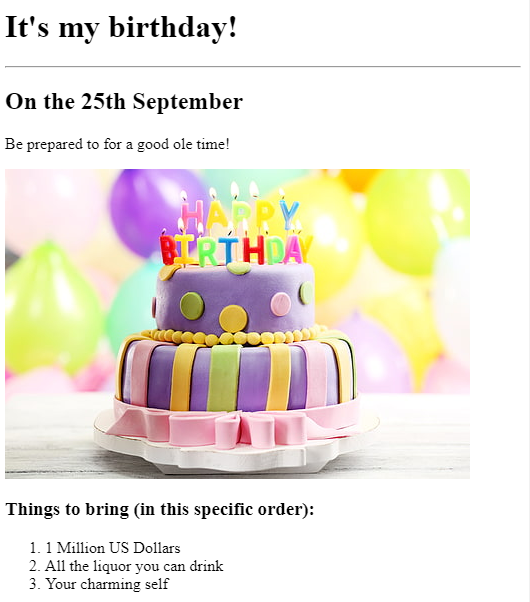 It's my birthday!
On the 25th September
Be prepared to for a good ole time!
HAPPY
BIRTHDAY
Things to bring (in this specific order):
1. 1 Million US Dollars
2. All the liquor you can drink
3. Your charming self